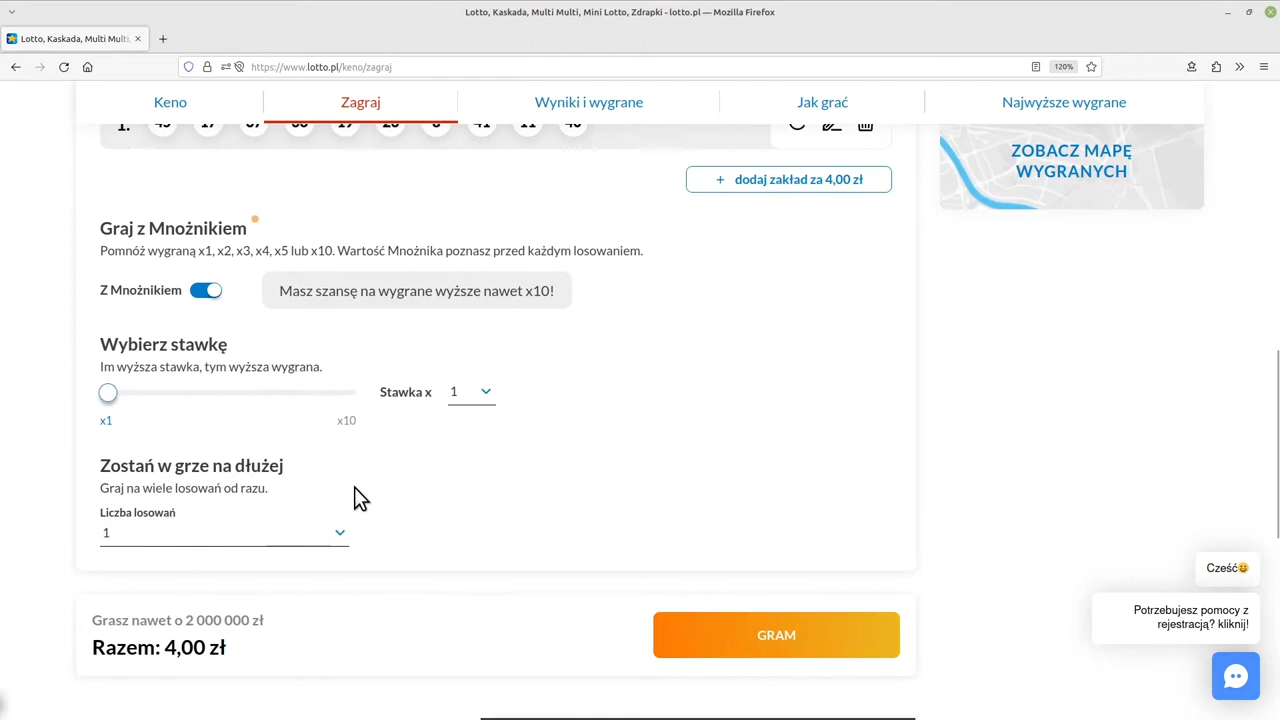 Lotto, Kaskada, Multi Multi, Mini Lotto, Zdrapki - lotto.pl — Mozilla Firefox
Lotto, Kaskada, Multi Multi,
https://www.lotto.pl/keno/zagraj
120%
Keno
Zagraj
Wyniki i wygrane
Jak grać
Najwyższe wygrane
1.
ZOBACZ MAPĘ
WYGRANYCH
+ dodaj zakład za 4,00 zł
Graj z Mnożnikiem
Pomnóż wygraną x1, x2, x3, x4, x5 lub x10. Wartość Mnożnika poznasz przed każdym losowaniem.
Z Mnożnikiem
Masz szansę na wygrane wyższe nawet x10!
Wybierz stawkę
Im wyższa stawka, tym wyższa wygrana.
Stawka x 1
x1
x10
Zostań w grze na dłużej
Graj na wiele losowań od razu.
Liczba losowań
1
Grasz nawet o 2 000 000 zł
Razem: 4,00 zł
GRAM
Cześć😀
Potrzebujesz pomocy z
rejestracją? kliknij!